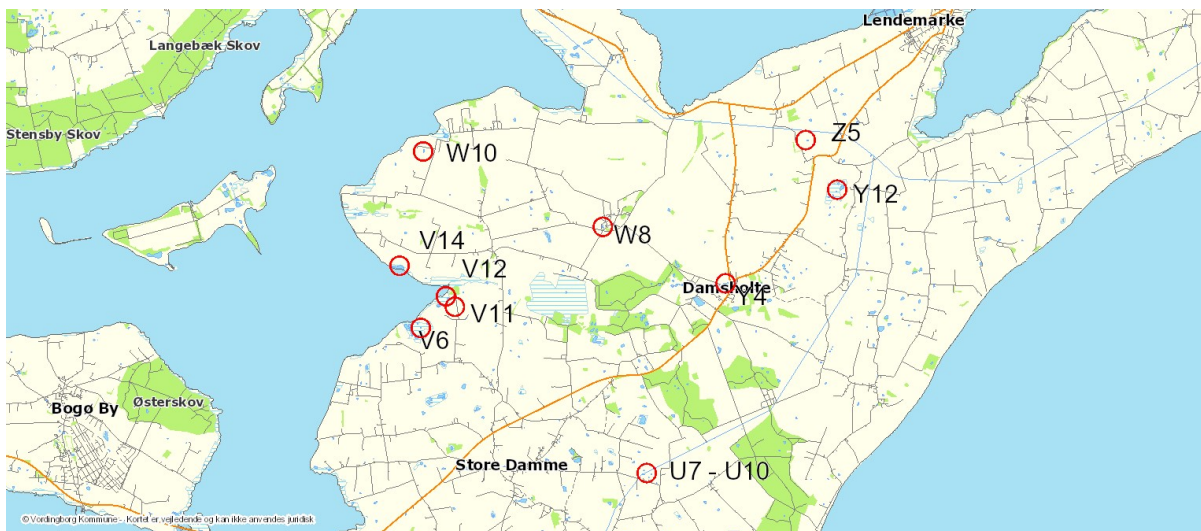 Lendemarke
Langebæk Skov
Stensby Skov
Z5
W10
Y12
W8
V14
V12
Damsholte
Y4
V11
V6
Østerskov
Bogø By
Store Damme
U7 - U10
© Vordingborg Kommune - Kortet er vejledende og kan ikke anvendes juridisk